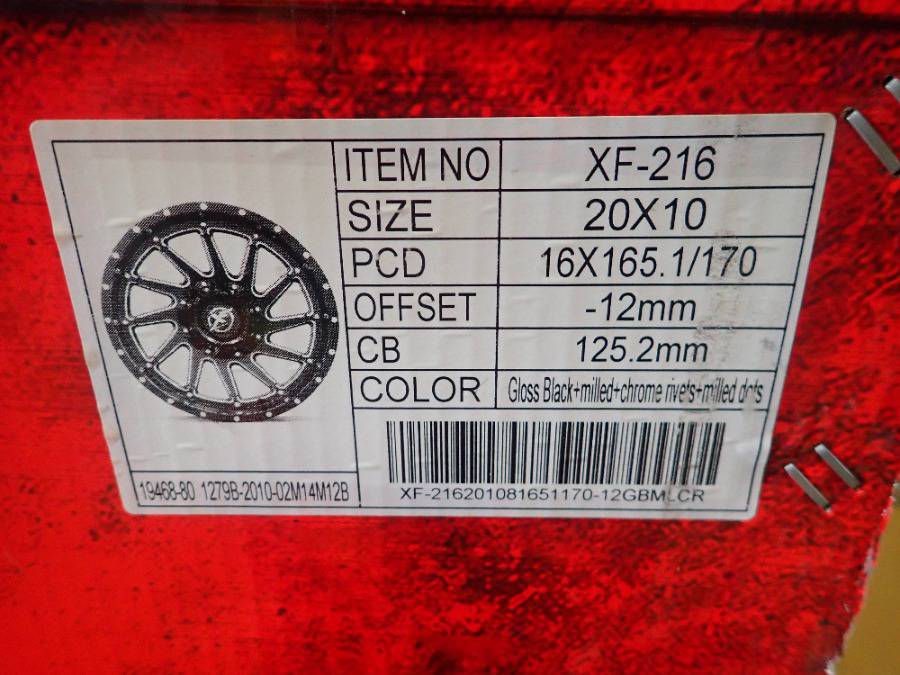 ITEM NO XF-216
SIZE 20X10
PCD 16X165.1/170
OFFSET -12mm
CB 125.2mm
COLOR Gloss Black+milled+chrome rivets+milled dots
19468-80 1279B-2010-02M14M12B
XF-216201081651170-12GBMLCR